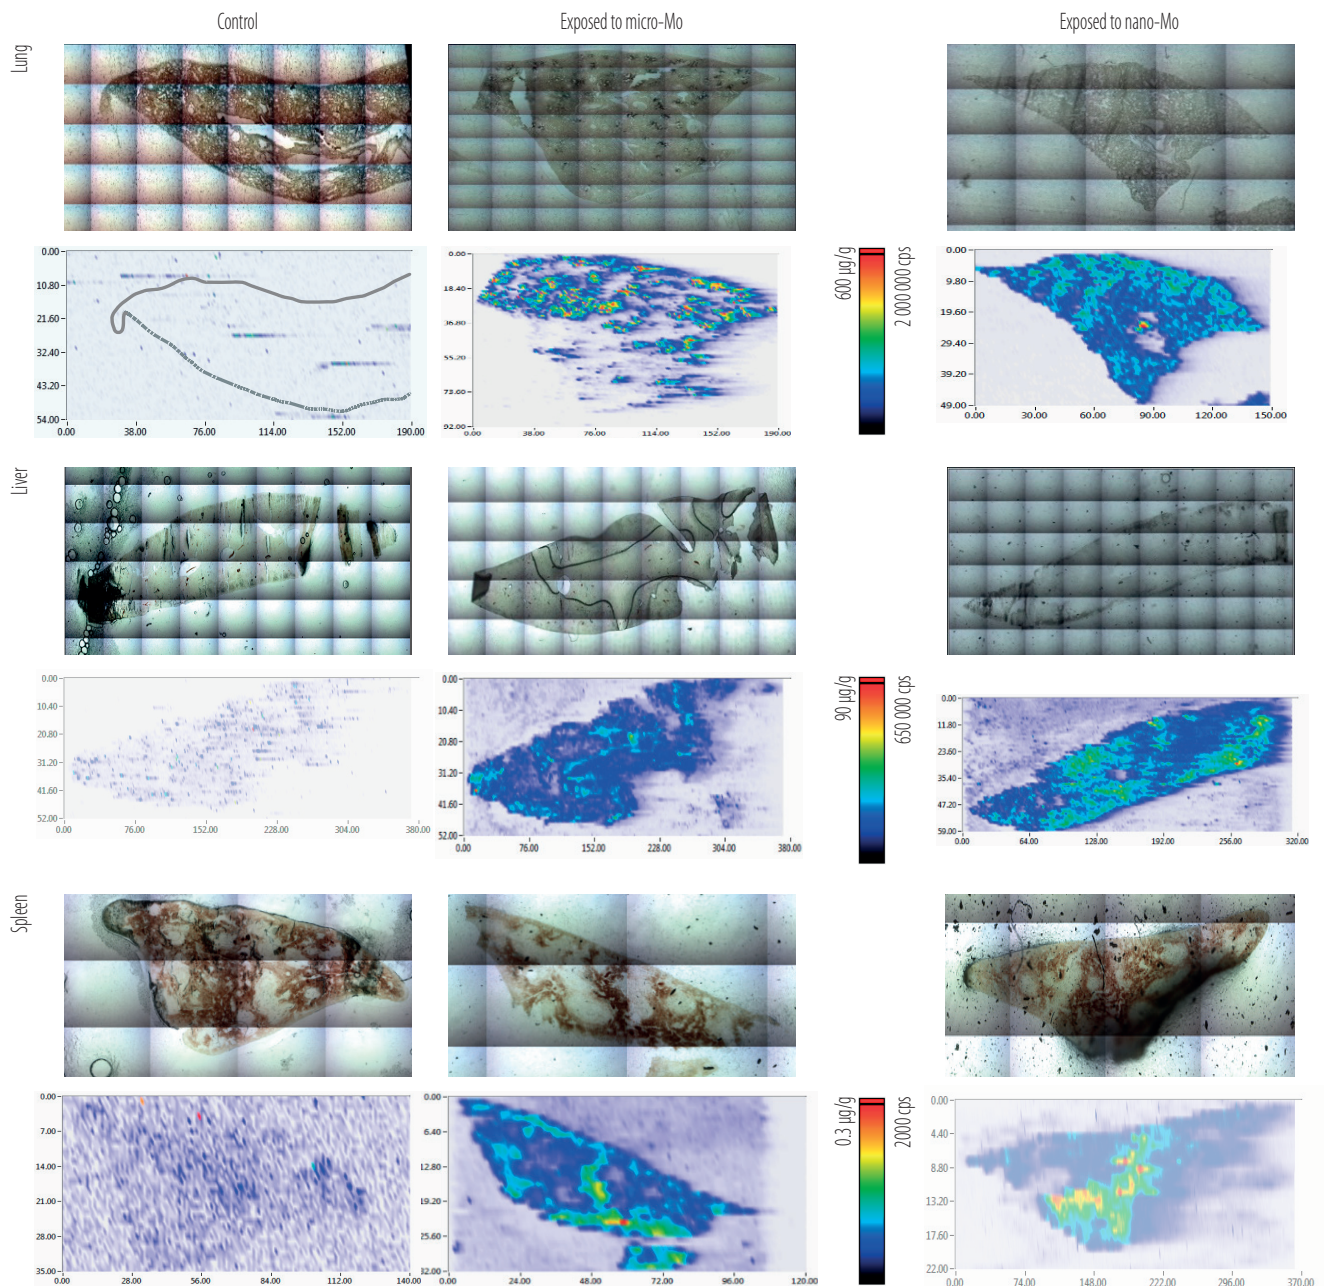 Control Exposed to micro-Mo Exposed to nano-Mo
Lung
0.00 10.80 21.60 32.40 43.20 54.00
0.00 38.00 76.00 114.00 152.00 190.00
0.00 18.40 36.80 55.20 73.60 92.00
0.00 38.00 76.00 114.00 152.00 190.00
600 µg/g
2 000 000 cps
0.00 9.80 19.60 29.40 39.20 49.00
0.00 30.00 60.00 90.00 120.00 150.00
Liver
0.00 10.40 20.80 31.20 41.60 52.00
0.00 76.00 152.00 228.00 304.00 380.00
0.00 10.40 20.80 31.20 41.60 52.00
0.00 76.00 152.00 228.00 304.00 380.00
90 µg/g
650 000 cps
0.00 11.80 23.60 35.40 47.20 59.00
0.00 64.00 128.00 192.00 256.00 320.00
Spleen
0.00 7.00 14.00 21.00 28.00 35.00
0.00 28.00 56.00 84.00 112.00 140.00
0.00 6.40 12.80 19.20 25.60 32.00
0.00 24.00 48.00 72.00 96.00 120.00
0.3 µg/g
2000 cps
0.00 4.40 8.80 13.20 17.60 22.00
0.00 74.00 148.00 222.00 296.00 370.00